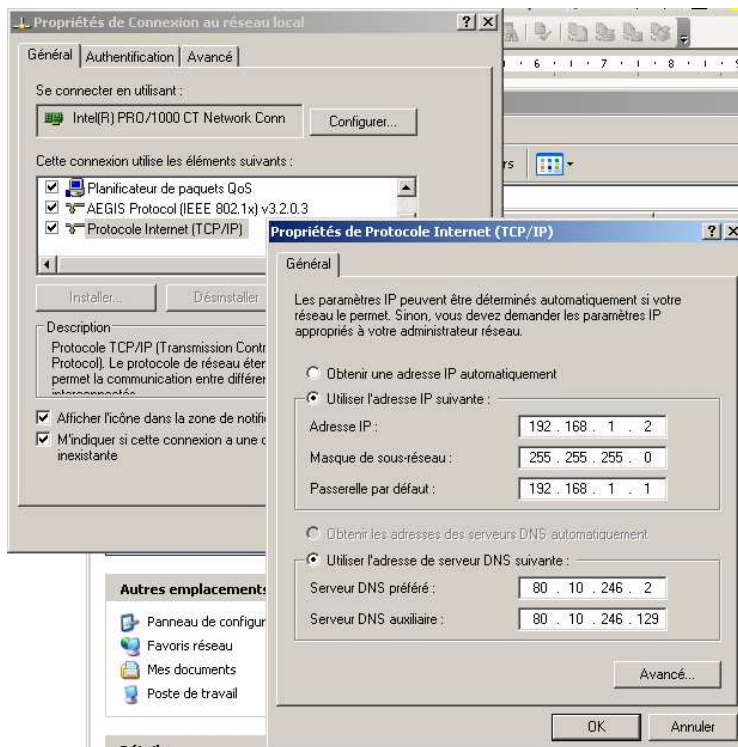 Propriétés de Connexion au réseau local
Général
Authentification
Avancé
Se connecter en utilisant :
Intel(R) PRO/1000 CT Network Conn
Configurer...
Cette connexion utilise les éléments suivants :
Planificateur de paquets QoS
AEGIS Protocol (IEEE 802.1x) v3.2.0.3
Protocole Internet (TCP/IP)
Installer...
Désinstaller
Description
Protocole TCP/IP (Transmission Contr
Protocol). Le protocole de réseau éter
permet la communication entre différer
Afficher l'icône dans la zone de notifi
M'indiquer si cette connexion a une c
inexistante
6 7 8 9
rs
Propriétés de Protocole Internet (TCP/IP)
Général
Les paramètres IP peuvent être déterminés automatiquement si votre
réseau le permet. Sinon, vous devez demander les paramètres IP
appropriés à votre administrateur réseau.
Obtenir une adresse IP automatiquement
Utiliser l'adresse IP suivante :
Adresse IP : 192 . 168 . 1 . 2
Masque de sous-réseau : 255 . 255 . 255 . 0
Passerelle par défaut : 192 . 168 . 1 . 1
Obtenir les adresses des serveurs DNS automatiquement
Utiliser l'adresse de serveur DNS suivante :
Serveur DNS préféré : 80 . 10 . 246 . 2
Serveur DNS auxiliaire : 80 . 10 . 246 . 129
Avancé...
OK
Annuler
Autres emplacements
Panneau de configur
Favoris réseau
Mes documents
Poste de travail